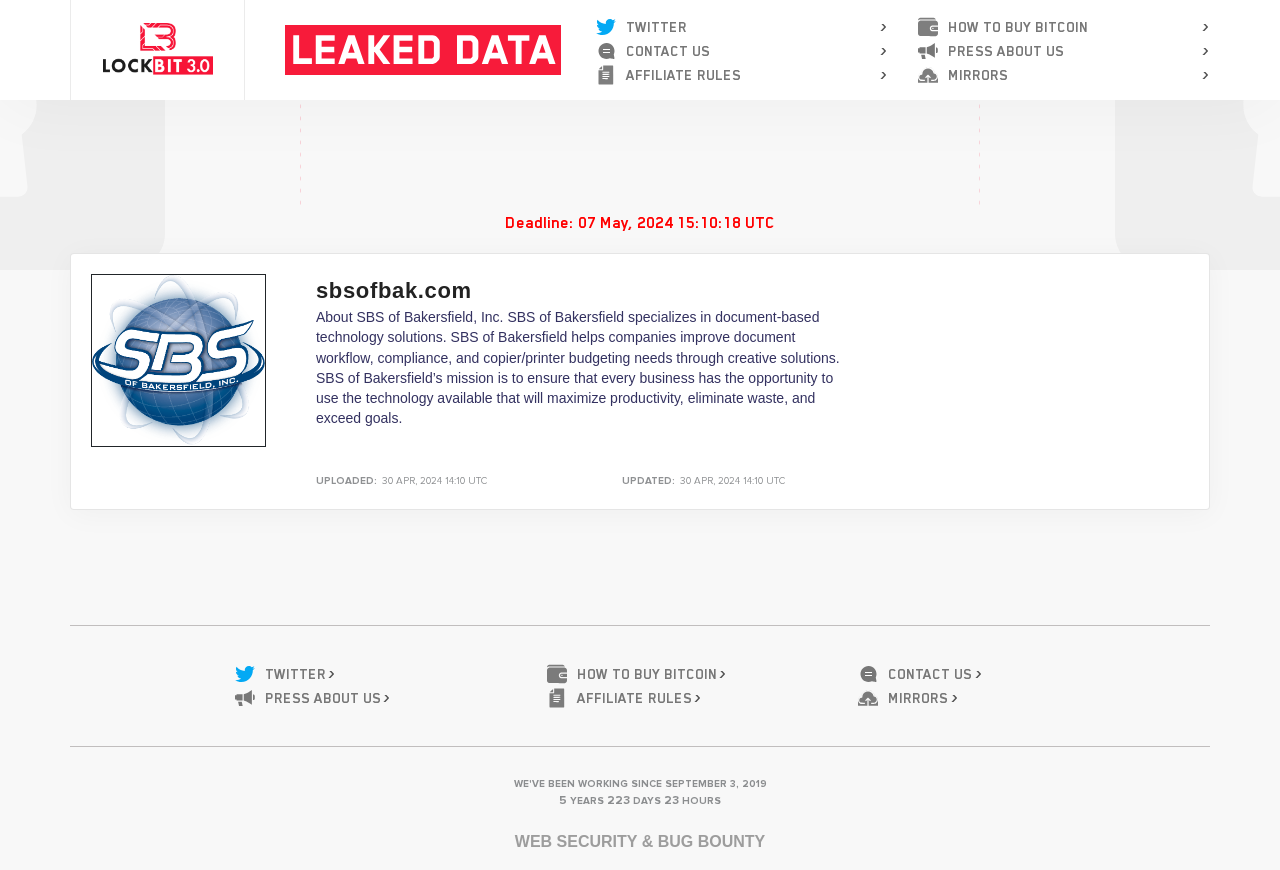 LOCKBIT 3.0
LEAKED DATA
TWITTER
CONTACT US
AFFILIATE RULES
HOW TO BUY BITCOIN
PRESS ABOUT US
MIRRORS
Deadline: 07 May, 2024 15:10:18 UTC
SBS
OF BAKERSFIELD, INC.
sbsofbak.com
About SBS of Bakersfield, Inc. SBS of Bakersfield specializes in document-based
technology solutions. SBS of Bakersfield helps companies improve document
workflow, compliance, and copier/printer budgeting needs through creative solutions.
SBS of Bakersfield’s mission is to ensure that every business has the opportunity to
use the technology available that will maximize productivity, eliminate waste, and
exceed goals.
UPLOADED: 30 APR, 2024 14:10 UTC
UPDATED: 30 APR, 2024 14:10 UTC
TWITTER
HOW TO BUY BITCOIN
CONTACT US
PRESS ABOUT US
AFFILIATE RULES
MIRRORS
WE'VE BEEN WORKING SINCE SEPTEMBER 3, 2019
5 YEARS 223 DAYS 23 HOURS
WEB SECURITY & BUG BOUNTY